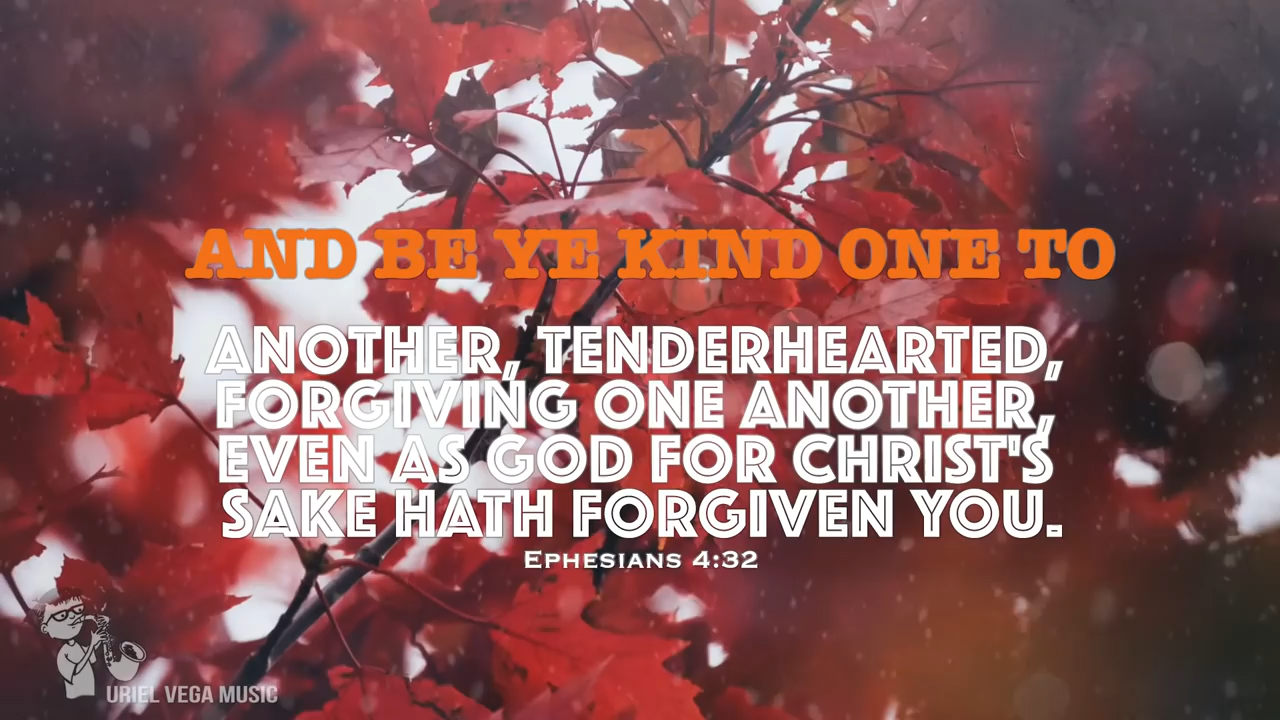 AND BE YE KIND ONE TO
ANOTHER, TENDERHEARTED,
FORGIVING ONE ANOTHER,
EVEN AS GOD FOR CHRIST'S
SAKE HATH FORGIVEN YOU.
EPHESIANS 4:32
URIEL VEGA MUSIC